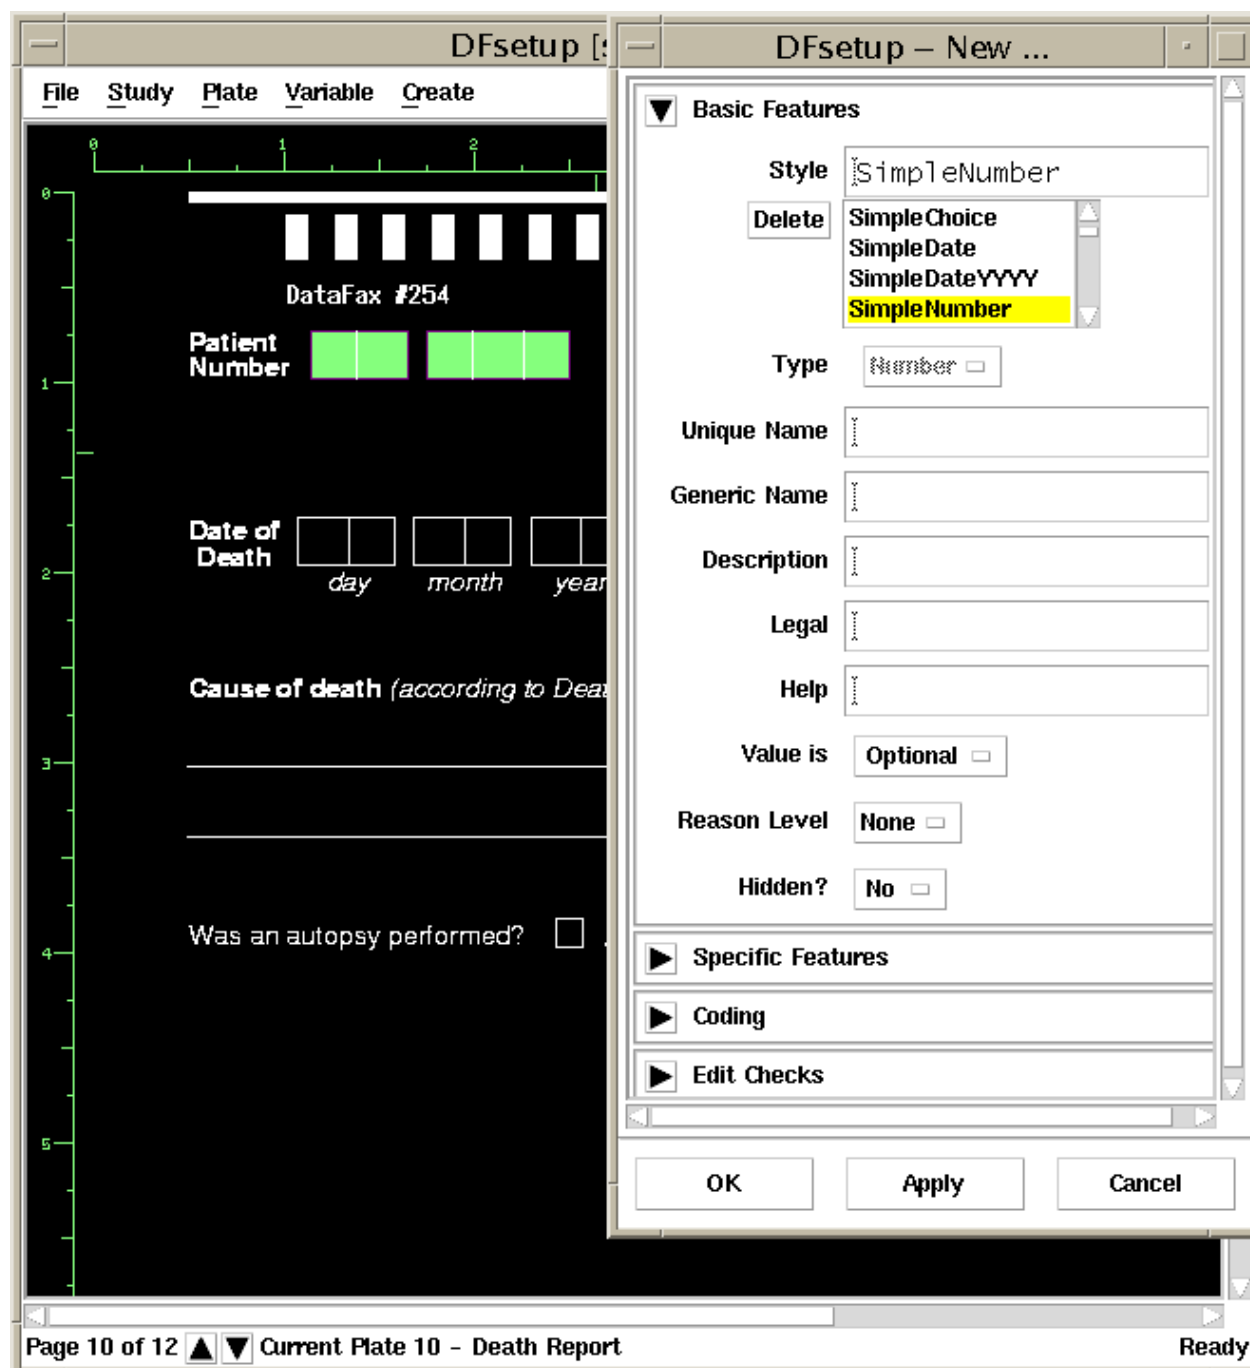 DFsetup [s
File Study Plate Variable Create
0 1 2
0
1
2
3
4
5
DataFax #254
Patient
Number
Date of
Death
day month year
Cause of death (according to Deat
Was an autopsy performed?
Page 10 of 12 Current Plate 10 - Death Report Ready
DFsetup – New ...
Basic Features
Style SimpleNumber
Delete
SimpleChoice
SimpleDate
SimpleDateYYYY
SimpleNumber
Type Number
Unique Name
Generic Name
Description
Legal
Help
Value is Optional
Reason Level None
Hidden? No
Specific Features
Coding
Edit Checks
OK Apply Cancel